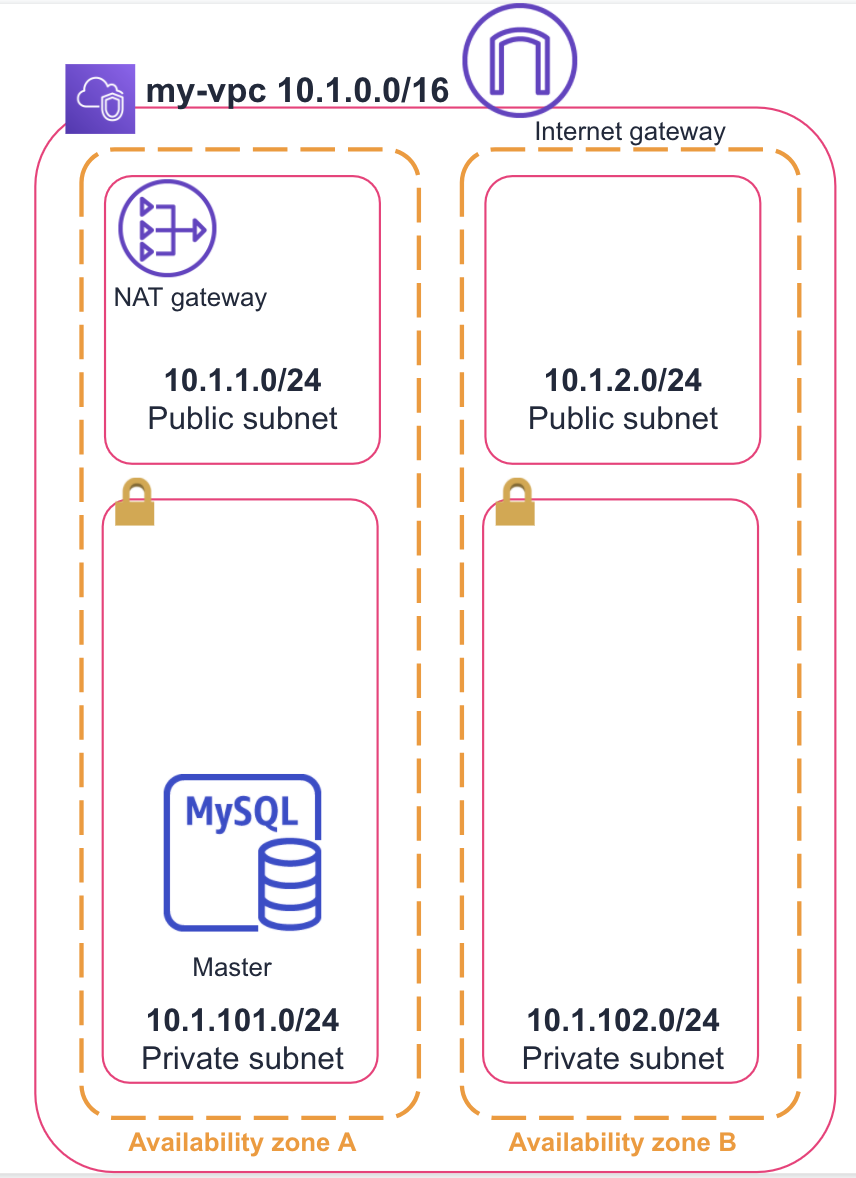 my-vpc 10.1.0.0/16
Internet gateway
NAT gateway
10.1.1.0/24
Public subnet
10.1.2.0/24
Public subnet
MySQL
Master
10.1.101.0/24
Private subnet
10.1.102.0/24
Private subnet
Availability zone A
Availability zone B